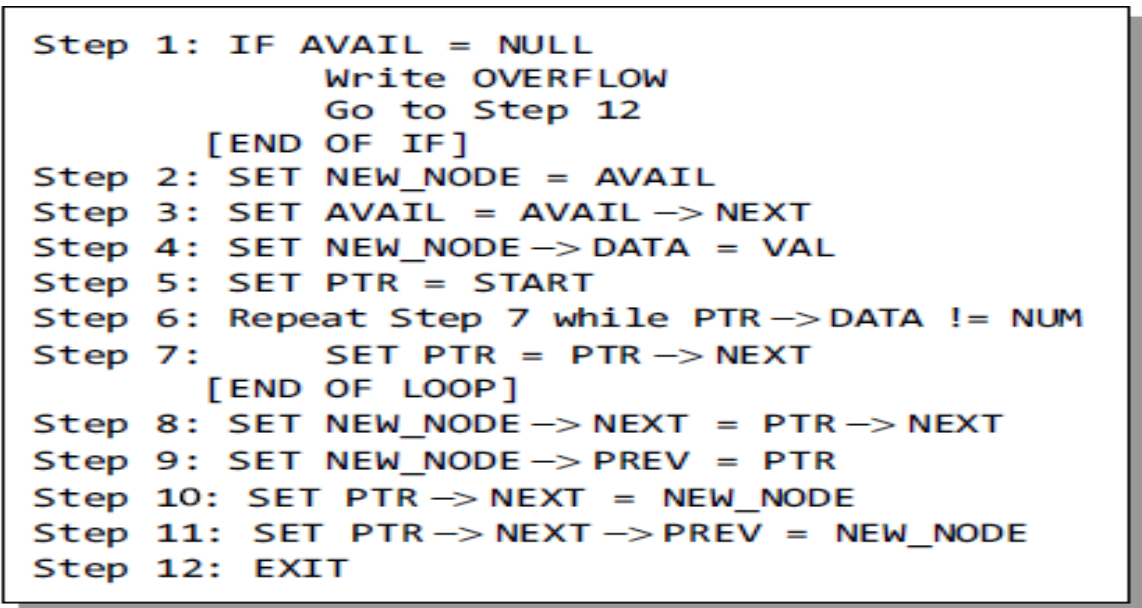 Step 1: IF AVAIL = NULL
Write OVERFLOW
Go to Step 12
[END OF IF]
Step 2: SET NEW_NODE = AVAIL
Step 3: SET AVAIL = AVAIL —> NEXT
Step 4: SET NEW_NODE —> DATA = VAL
Step 5: SET PTR = START
Step 6: Repeat Step 7 while PTR —> DATA != NUM
Step 7: SET PTR = PTR —> NEXT
[END OF LOOP]
Step 8: SET NEW_NODE —> NEXT = PTR —> NEXT
Step 9: SET NEW_NODE —> PREV = PTR
Step 10: SET PTR —> NEXT = NEW_NODE
Step 11: SET PTR —> NEXT —> PREV = NEW_NODE
Step 12: EXIT